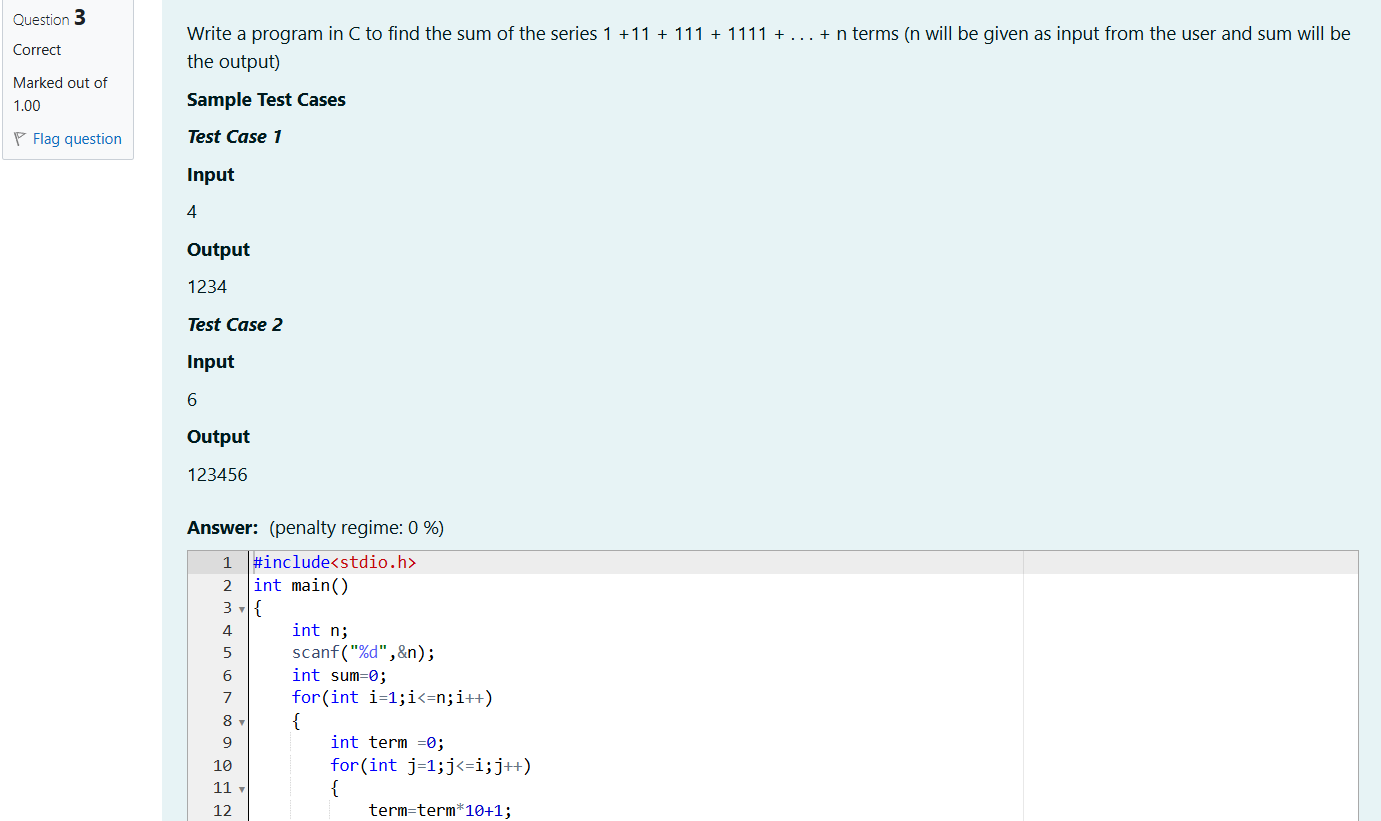 Question 3
Correct
Marked out of
1.00
Flag question
Write a program in C to find the sum of the series 1 +11 + 111 + 1111 + . . . + n terms (n will be given as input from the user and sum will be
the output)
Sample Test Cases
Test Case 1
Input
4
Output
1234
Test Case 2
Input
6
Output
123456
Answer: (penalty regime: 0 %)
1 #include<stdio.h>
2 int main()
3 {
4     int n;
5     scanf("%d",&n);
6     int sum=0;
7     for(int i=1;i<=n;i++)
8     {
9         int term =0;
10         for(int j=1;j<=i;j++)
11         {
12             term=term*10+1;